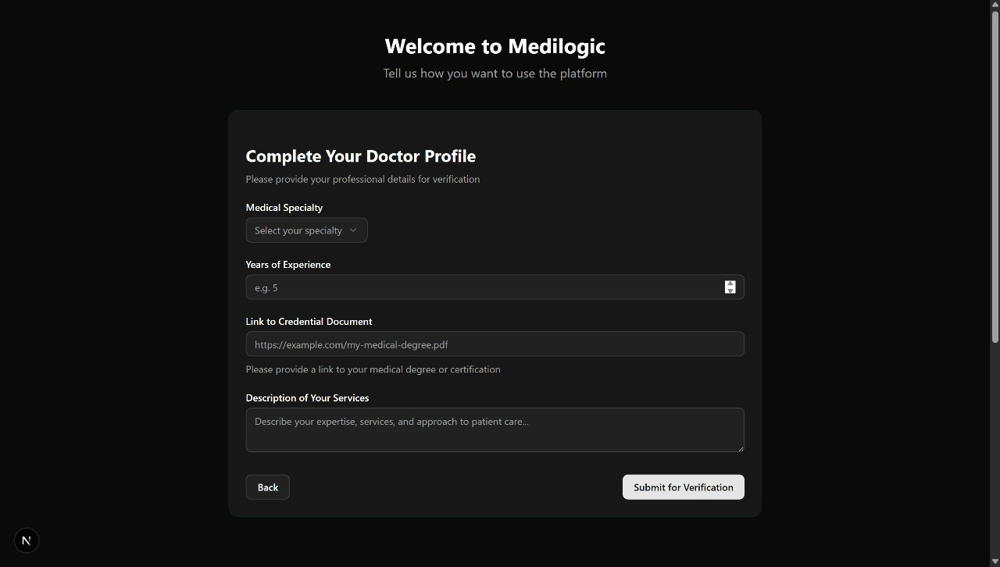 Welcome to Medilogic
Tell us how you want to use the platform
Complete Your Doctor Profile
Please provide your professional details for verification
Medical Specialty
Select your specialty
Years of Experience
e.g. 5
Link to Credential Document
https://example.com/my-medical-degree.pdf
Please provide a link to your medical degree or certification
Description of Your Services
Describe your expertise, services, and approach to patient care...
Back
Submit for Verification
N